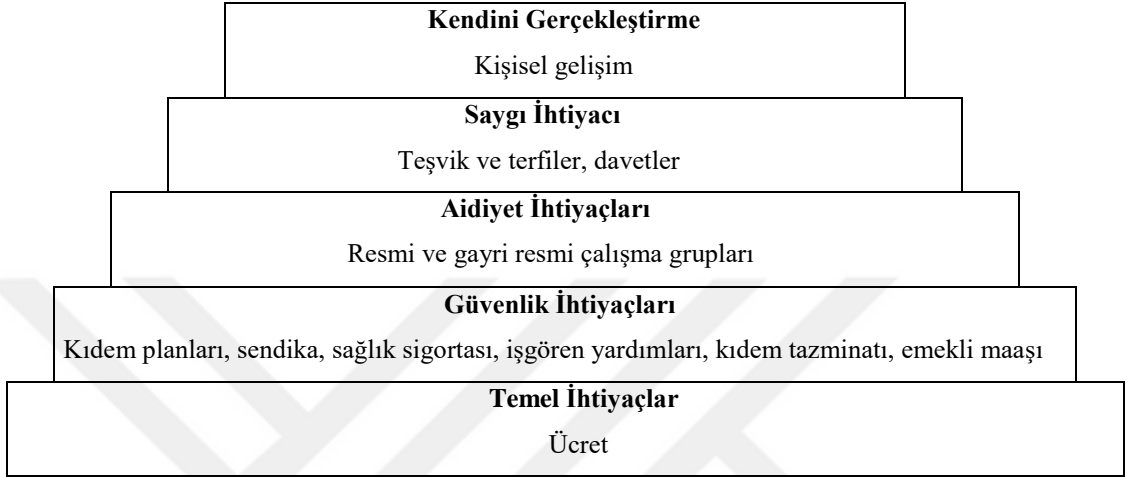 Kendini Gerçekleştirme
Kişisel gelişim
Saygı İhtiyacı
Teşvik ve terfiler, davetler
Aidiyet İhtiyaçları
Resmi ve gayri resmi çalışma grupları
Güvenlik İhtiyaçları
Kıdem planları, sendika, sağlık sigortası, işgören yardımları, kıdem tazminatı, emekli maaşı
Temel İhtiyaçlar
Ücret